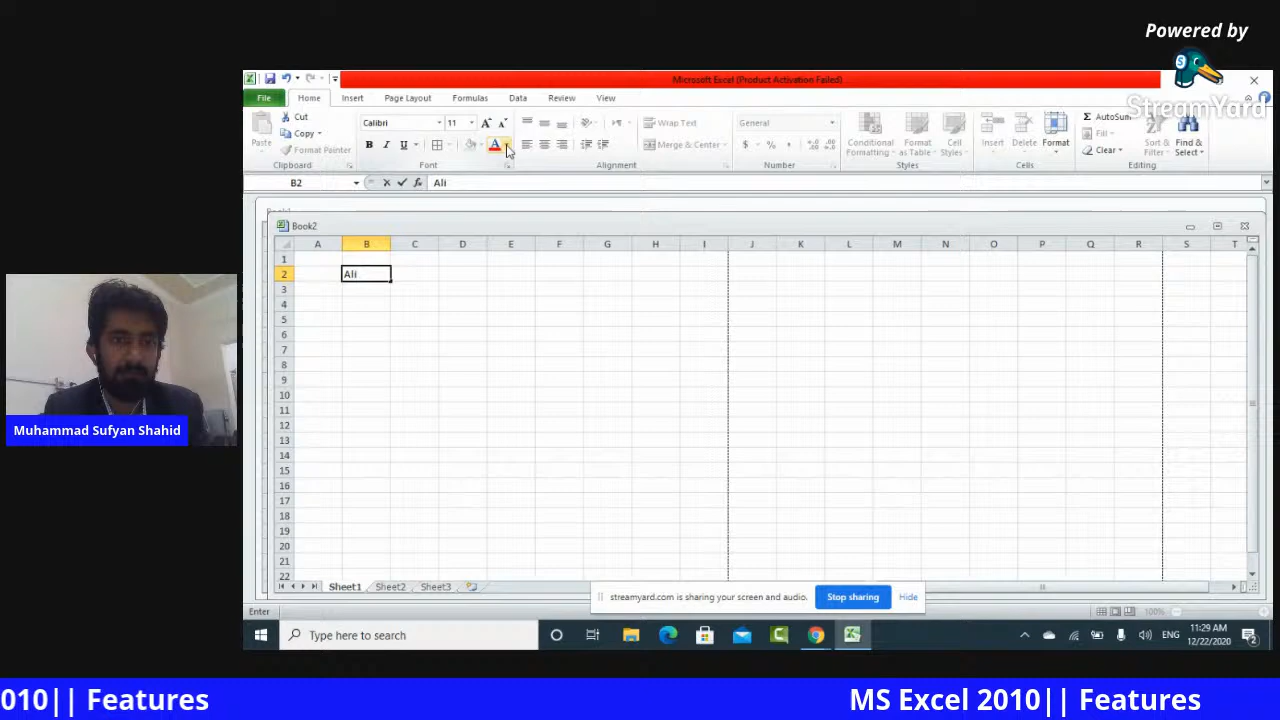 Powered by
StreamYard
Microsoft Excel (Product Activation Failed)
File Home Insert Page Layout Formulas Data Review View
Cut
Copy
Format Painter
Paste
Clipboard
Calibri 11
B I U
Font
Wrap Text
Merge & Center
Alignment
General
$ % ,
Number
Conditional Formatting
Format as Table
Cell Styles
Styles
Insert Delete Format
Cells
AutoSum
Fill
Clear
Sort & Filter
Find & Select
Editing
B2 fx Ali
Book2
A B C D E F G H I J K L M N O P Q R S T
1
2 Ali
3
4
5
6
7
8
9
10
11
12
13
14
15
16
17
18
19
20
21
22
Sheet1 Sheet2 Sheet3
Enter
100%
streamyard.com is sharing your screen and audio. Stop sharing Hide
Type here to search
ENG
11:29 AM
12/22/2020
2
Muhammad Sufyan Shahid
010|| Features
MS Excel 2010|| Features